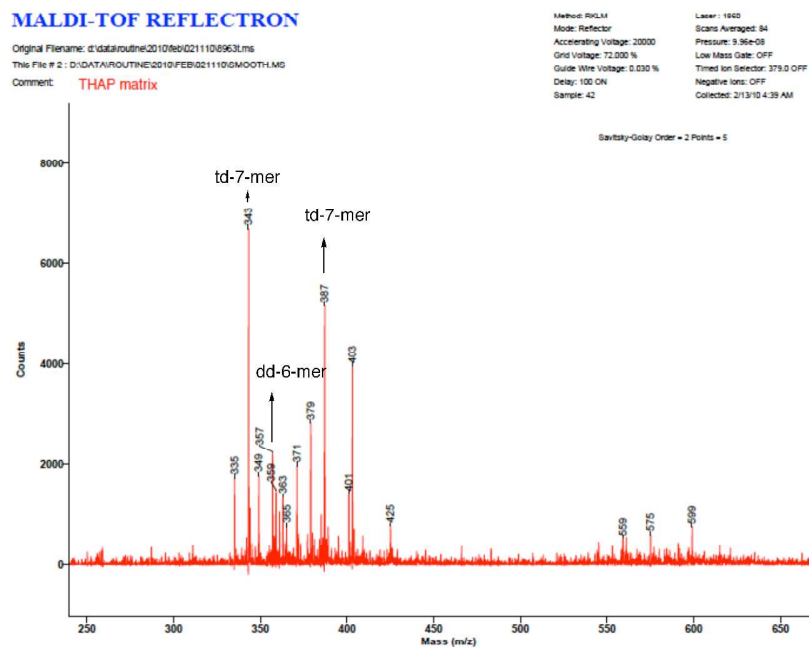 MALDI-TOF REFLECTRON
Original Filename: d:\data\routine\2010\feb\021110\8963t.ms
This File # 2 : D:\DATA\ROUTINE\2010\FEB\021110\SMOOTH.MS
Comment: THAP matrix
Method: RKLM
Mode: Reflector
Accelerating Voltage: 20000
Grid Voltage: 72.000 %
Guide Wire Voltage: 0.030 %
Delay: 100 ON
Sample: 42
Laser : 1860
Scans Averaged: 84
Pressure: 9.96e-08
Low Mass Gate: OFF
Timed Ion Selector: 379.0 OFF
Negative Ions: OFF
Collected: 2/13/10 4:39 AM
Savitsky-Golay Order = 2 Points = 5
8000
6000
4000
2000
0
Counts
td-7-mer
343
td-7-mer
387
dd-6-mer
403
335
349
357
359
363
365
371
379
401
425
559
575
599
250
300
350
400
450
500
550
600
650
Mass (m/z)